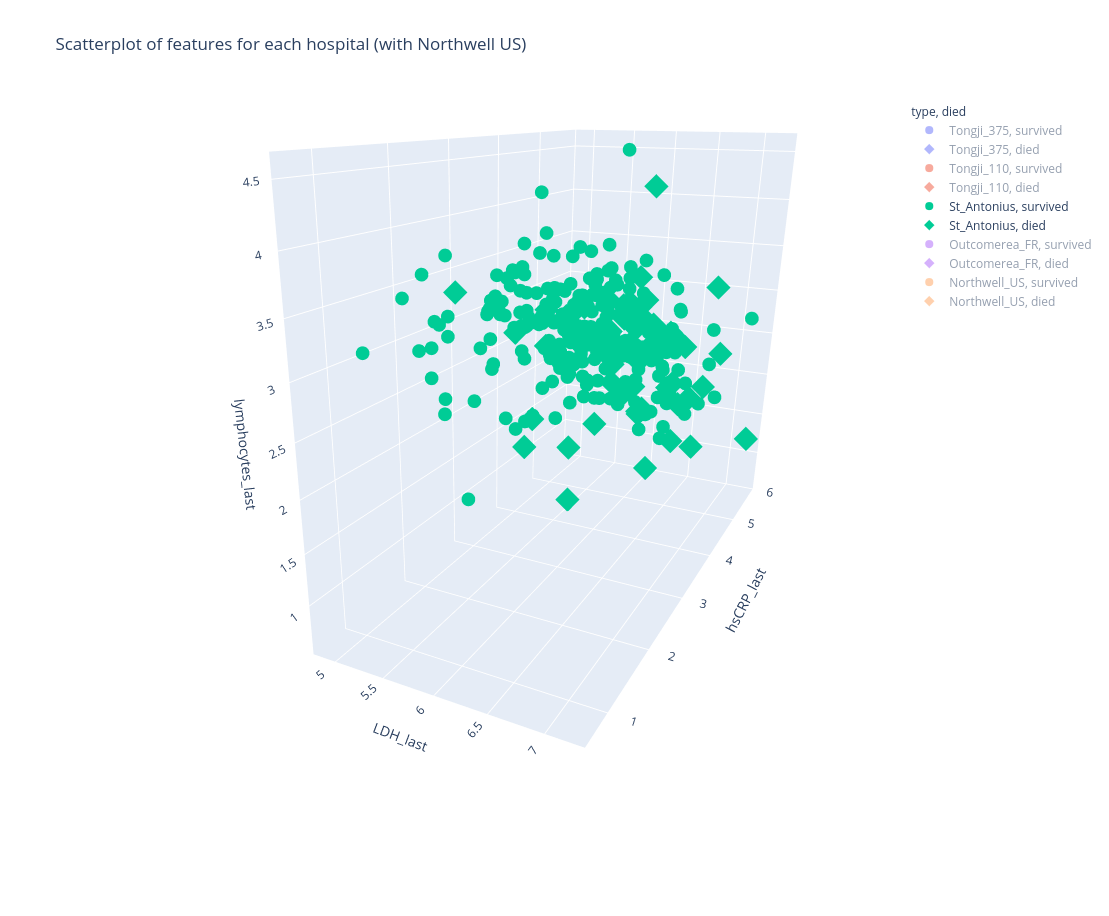 Scatterplot of features for each hospital (with Northwell US)
type, died
Tongji_375, survived
Tongji_375, died
Tongji_110, survived
Tongji_110, died
St_Antonius, survived
St_Antonius, died
Outcomerea_FR, survived
Outcomerea_FR, died
Northwell_US, survived
Northwell_US, died
4.5
4
3.5
3
2.5
2
1.5
1
lymphocytes_last
5
5.5
6
6.5
7
LDH_last
6
5
4
3
2
1
hsCRP_last